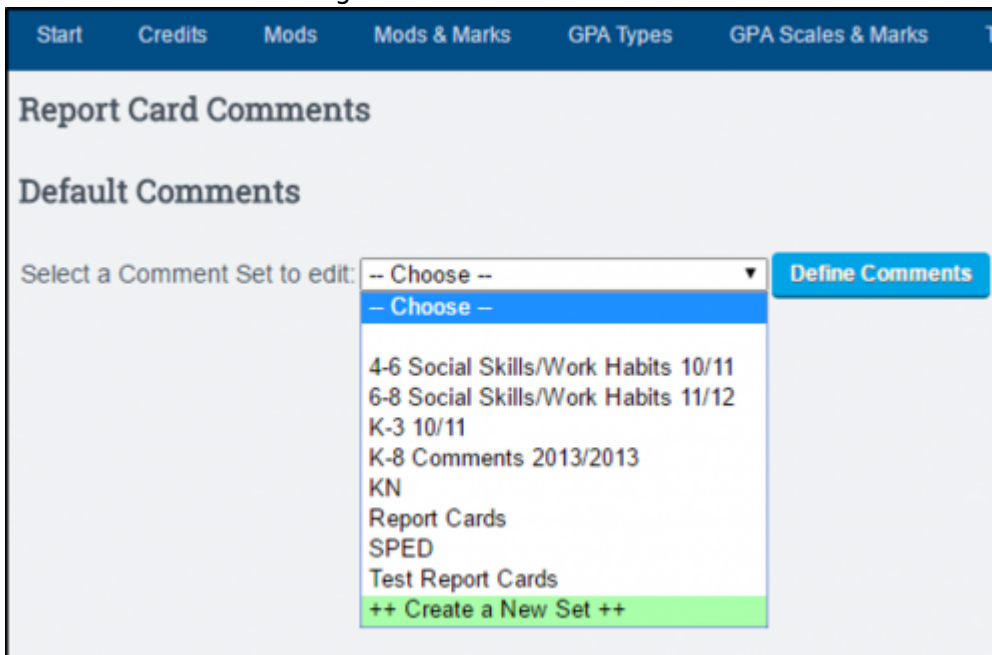 Start Credits Mods Mods & Marks GPA Types GPA Scales & Marks
Report Card Comments
Default Comments
Select a Comment Set to edit: -- Choose -- Define Comments
-- Choose --
4-6 Social Skills/Work Habits 10/11
6-8 Social Skills/Work Habits 11/12
K-3 10/11
K-8 Comments 2013/2013
KN
Report Cards
SPED
Test Report Cards
++ Create a New Set ++